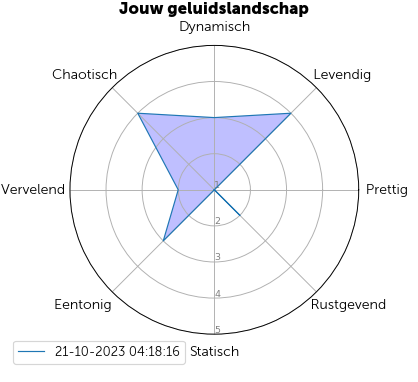 Jouw geluidslandschap
Dynamisch
Chaotisch
Levendig
Vervelend
1
Prettig
2
3
4
Eentonig
Rustgevend
5
21-10-2023 04:18:16
Statisch